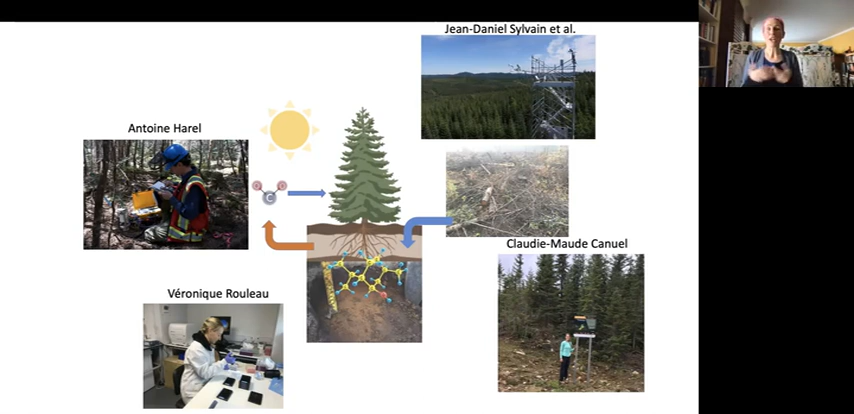 Jean-Daniel Sylvain et al.
Antoine Harel
C
Claudie-Maude Canuel
Véronique Rouleau